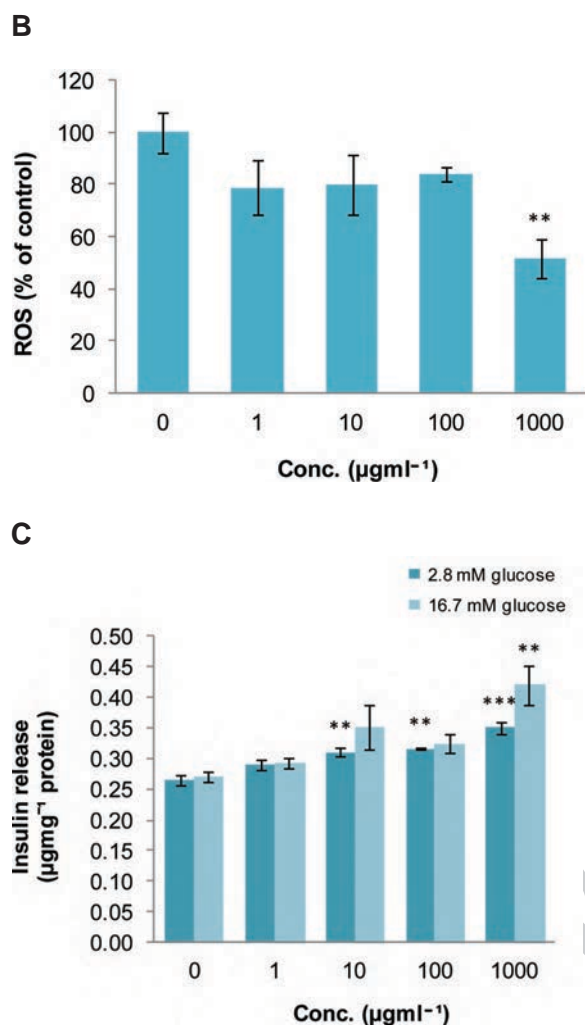 B
ROS (% of control)
120
100
80
60
40
20
0
**
0 1 10 100 1000
Conc. (µgml⁻¹)
C
2.8 mM glucose
16.7 mM glucose
Insulin release
(µgmg⁻¹ protein)
0.50
0.45
0.40
0.35
0.30
0.25
0.20
0.15
0.10
0.05
0.00
** ** *** **
0 1 10 100 1000
Conc. (µgml⁻¹)